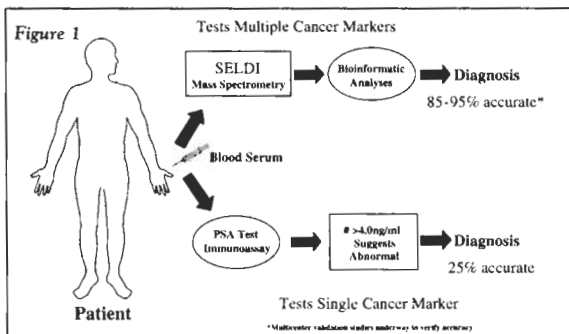 Figure 1
Tests Multiple Cancer Markers
SELDI
Mass Spectrometry
Bioinformatic
Analyses
Diagnosis
85-95% accurate*
Blood Serum
PSA Test
Immunoassay
# >4.0ng/ml
Suggests
Abnormal
Diagnosis
25% accurate
Patient
Tests Single Cancer Marker
*Multicenter validation studies underway to verify accuracy